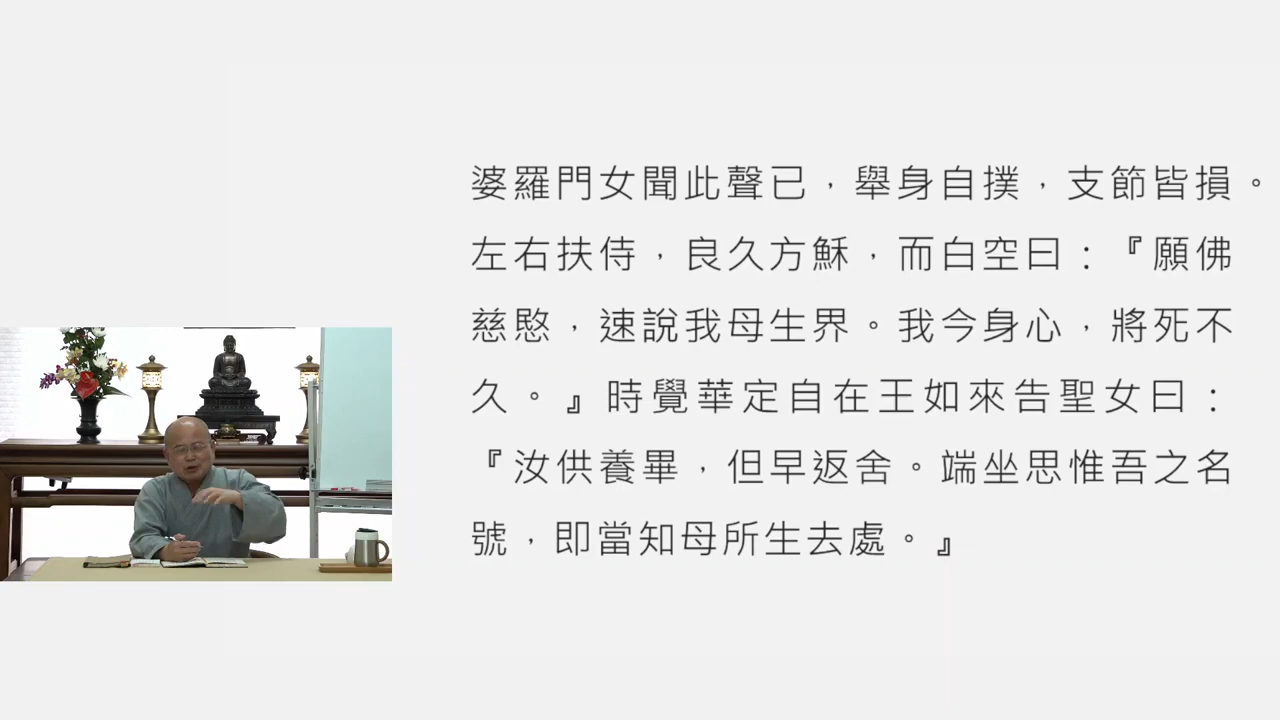 婆羅門女聞此聲已，舉身自撲，支節皆損。
左右扶侍，良久方穌，而白空曰：『願佛
慈愍，速說我母生界。我今身心，將死不
久。』時覺華定自在王如來告聖女曰：
『汝供養畢，但早返舍。端坐思惟吾之名
號，即當知母所生去處。』